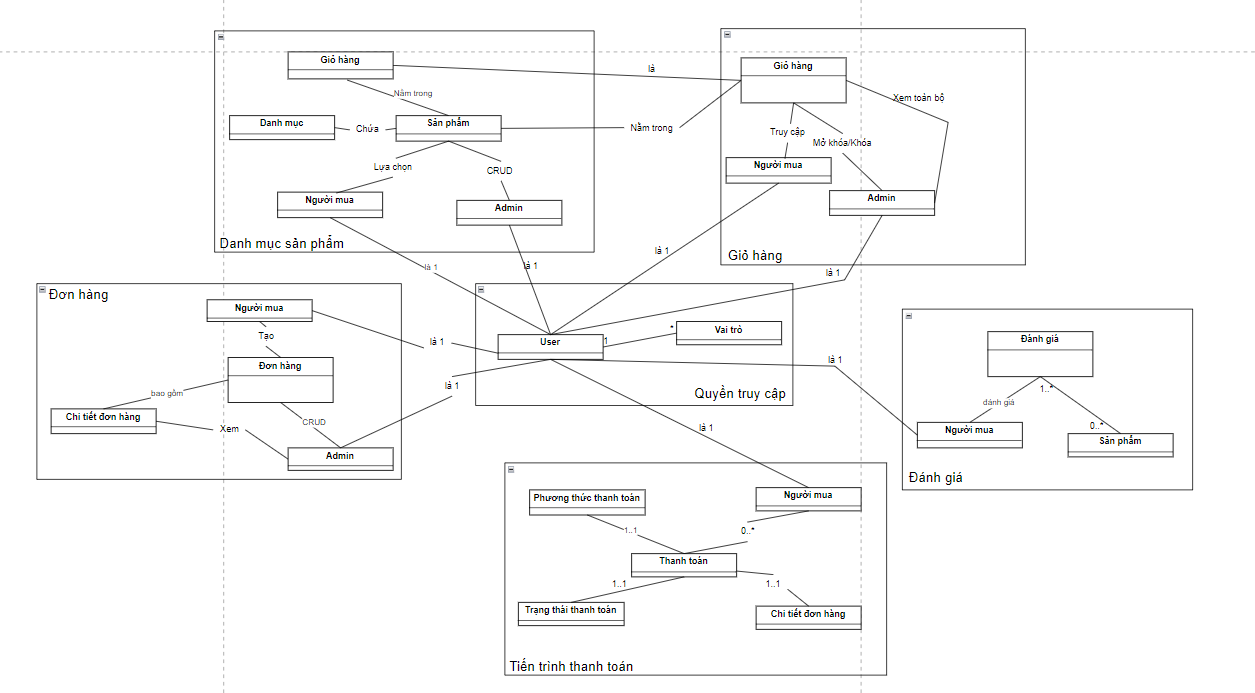 Giỏ hàng
là
Nằm trong
Danh mục
Chứa
Sản phẩm
Nằm trong
Lựa chọn
CRUD
Người mua
Admin
Danh mục sản phẩm
Giỏ hàng
Xem toàn bộ
Truy cập
Mở khóa/Khóa
Người mua
Admin
Giỏ hàng
là 1
là 1
là 1
là 1
Đơn hàng
Người mua
Tạo
Đơn hàng
bao gồm
Chi tiết đơn hàng
Xem
CRUD
Admin
là 1
là 1
User
1
*
Vai trò
Quyền truy cập
là 1
là 1
Đánh giá
1..*
đánh giá
Người mua
0..*
Sản phẩm
Đánh giá
Phương thức thanh toán
Người mua
1..1
0..*
Thanh toán
1..1
1..1
Trạng thái thanh toán
Chi tiết đơn hàng
Tiến trình thanh toán